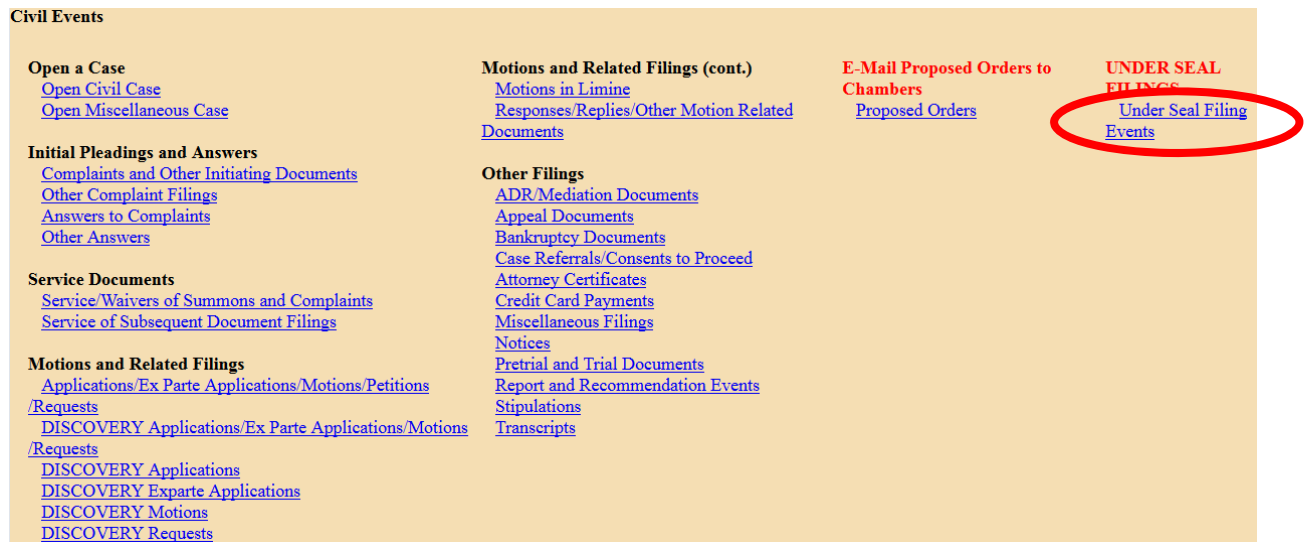 Civil Events
Open a Case
Open Civil Case
Open Miscellaneous Case
Initial Pleadings and Answers
Complaints and Other Initiating Documents
Other Complaint Filings
Answers to Complaints
Other Answers
Service Documents
Service/Waivers of Summons and Complaints
Service of Subsequent Document Filings
Motions and Related Filings
Applications/Ex Parte Applications/Motions/Petitions
/Requests
DISCOVERY Applications/Ex Parte Applications/Motions
/Requests
DISCOVERY Applications
DISCOVERY Exparte Applications
DISCOVERY Motions
DISCOVERY Requests
Motions and Related Filings (cont.)
Motions in Limine
Responses/Replies/Other Motion Related
Documents
Other Filings
ADR/Mediation Documents
Appeal Documents
Bankruptcy Documents
Case Referrals/Consents to Proceed
Attorney Certificates
Credit Card Payments
Miscellaneous Filings
Notices
Pretrial and Trial Documents
Report and Recommendation Events
Stipulations
Transcripts
E-Mail Proposed Orders to
Chambers
Proposed Orders
UNDER SEAL
FILINGS
Under Seal Filing
Events